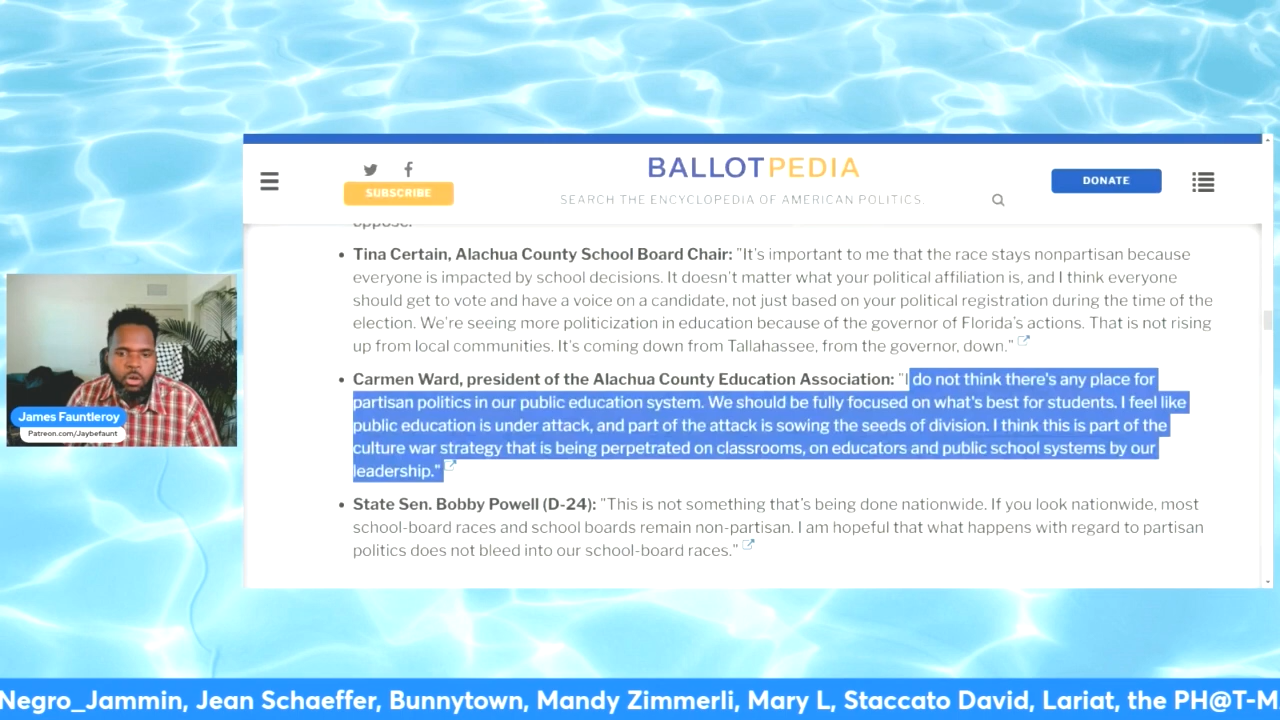 BALLOTPEDIA
SUBSCRIBE
SEARCH THE ENCYCLOPEDIA OF AMERICAN POLITICS
DONATE
oppose.
• Tina Certain, Alachua County School Board Chair: "It's important to me that the race stays nonpartisan because
everyone is impacted by school decisions. It doesn't matter what your political affiliation is, and I think everyone
should get to vote and have a voice on a candidate, not just based on your political registration during the time of the
election. We're seeing more politicization in education because of the governor of Florida's actions. That is not rising
up from local communities. It's coming down from Tallahassee, from the governor, down."
• Carmen Ward, president of the Alachua County Education Association: "I do not think there's any place for
partisan politics in our public education system. We should be fully focused on what's best for students. I feel like
public education is under attack, and part of the attack is sowing the seeds of division. I think this is part of the
culture war strategy that is being perpetrated on classrooms, on educators and public school systems by our
leadership."
• State Sen. Bobby Powell (D-24): "This is not something that's being done nationwide. If you look nationwide, most
school-board races and school boards remain non-partisan. I am hopeful that what happens with regard to partisan
politics does not bleed into our school-board races."
James Fauntleroy
Patreon.com/Jaybefaunt
Negro_Jammin, Jean Schaeffer, Bunnytown, Mandy Zimmerli, Mary L, Staccato David, Lariat, the PH@T-M